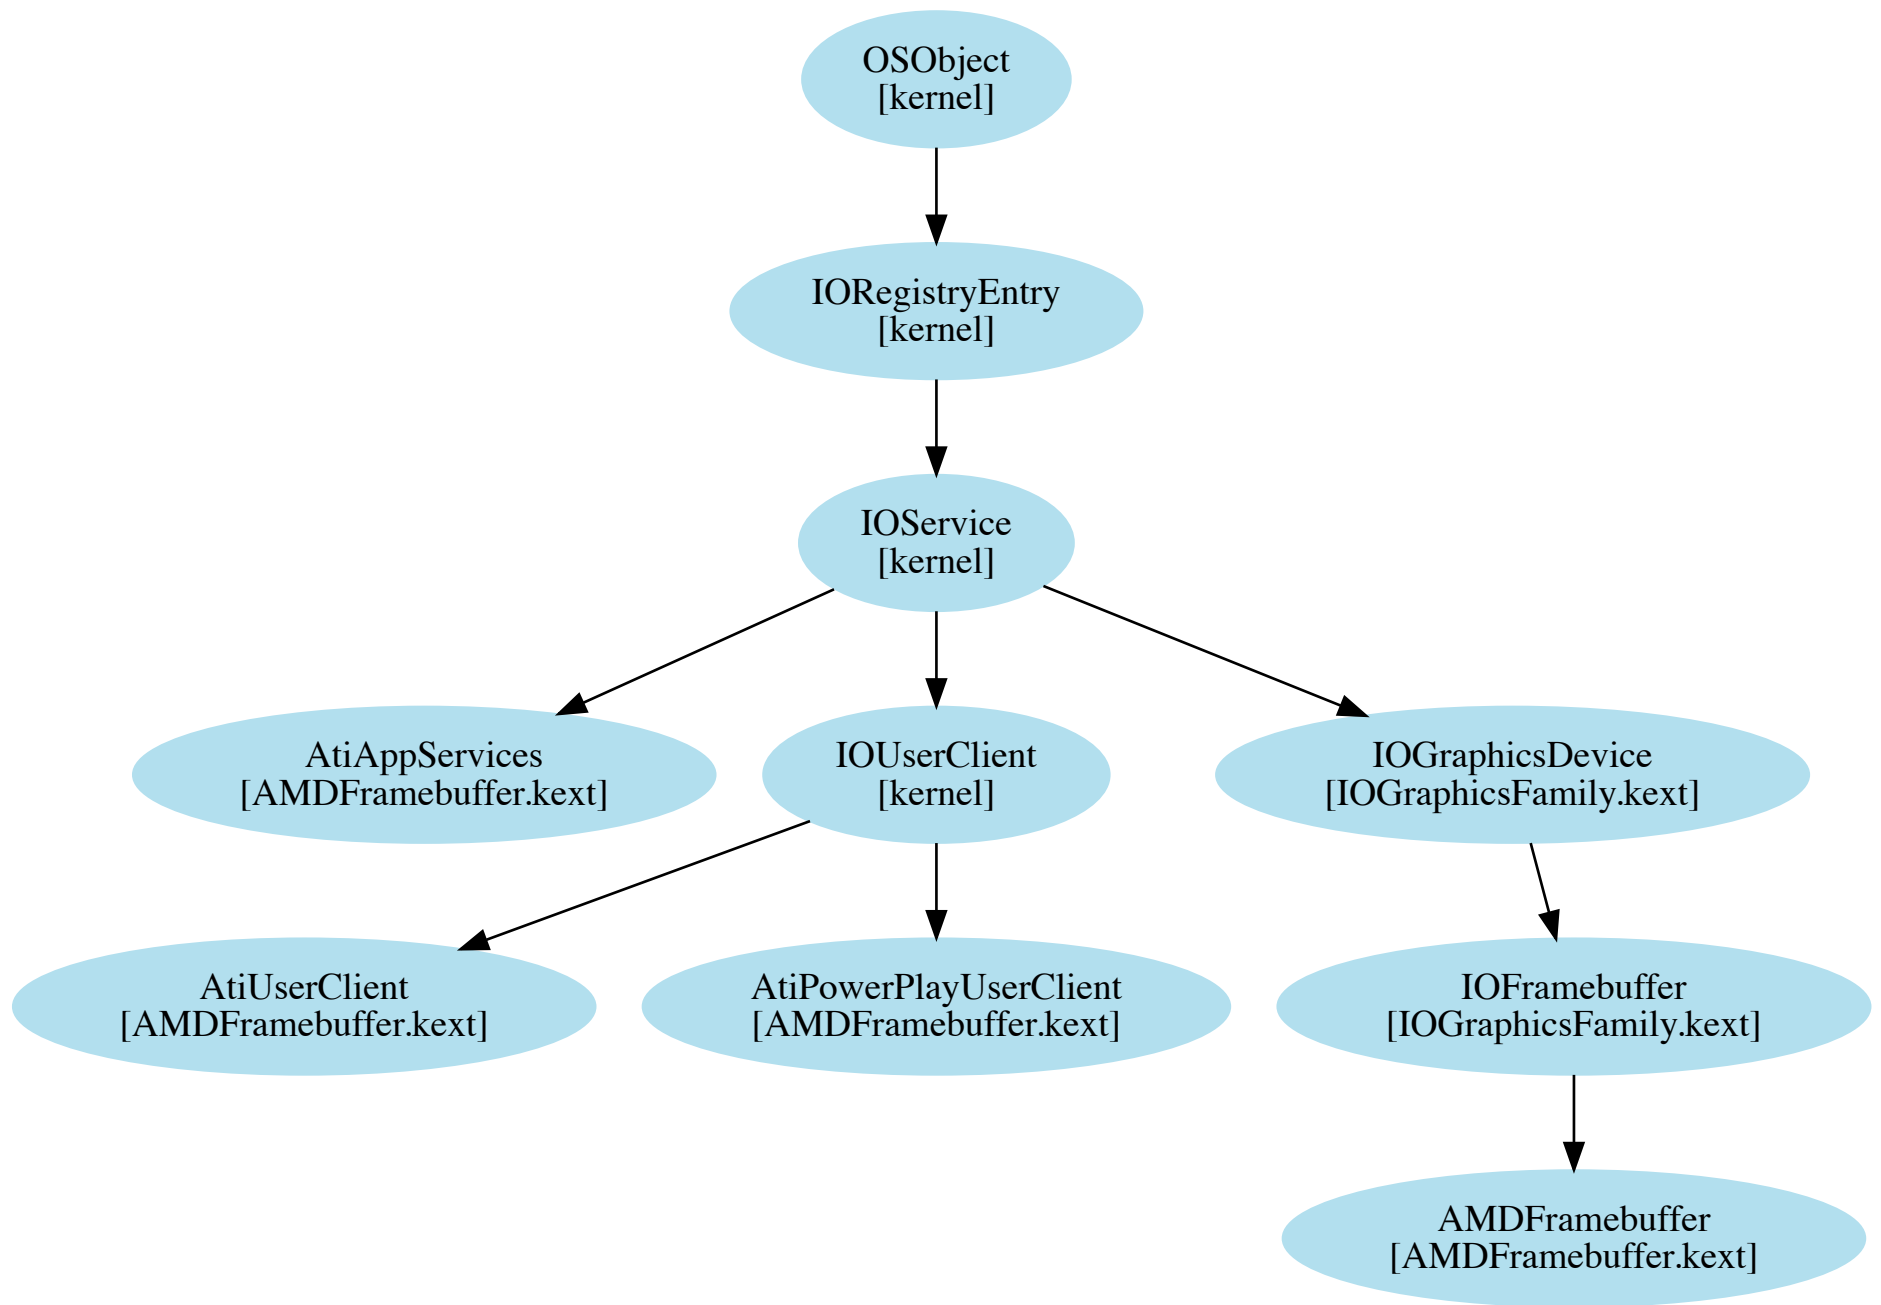 OSObject
[kernel]
IORegistryEntry
[kernel]
IOService
[kernel]
AtiAppServices
[AMDFramebuffer.kext]
IOUserClient
[kernel]
IOGraphicsDevice
[IOGraphicsFamily.kext]
AtiUserClient
[AMDFramebuffer.kext]
AtiPowerPlayUserClient
[AMDFramebuffer.kext]
IOFramebuffer
[IOGraphicsFamily.kext]
AMDFramebuffer
[AMDFramebuffer.kext]